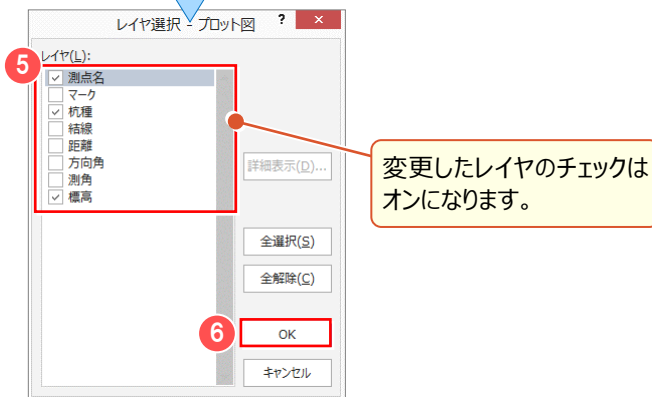 レイヤ選択 - プロット図
? ×
レイヤ(L):
5
測点名
マーク
杭種
結線
距離
方向角
測角
標高
詳細表示(D)...
変更したレイヤのチェックは
オンになります。
全選択(S)
全解除(C)
6
OK
キャンセル